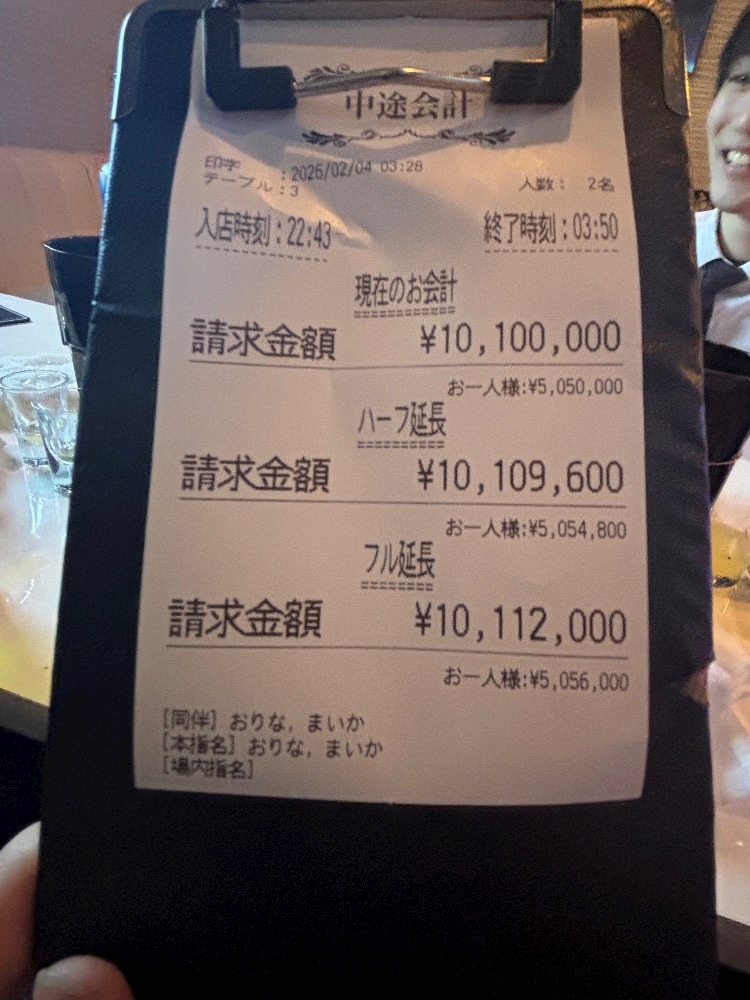 中途会計
印字　：2026/02/04 03:28
テーブル：3　人数：　2名
入店時刻：22:43　終了時刻：03:50
現在のお会計
請求金額　¥10,100,000
お一人様:¥5,050,000
ハーフ延長
請求金額　¥10,109,600
お一人様:¥5,054,800
フル延長
請求金額　¥10,112,000
お一人様:¥5,056,000
[同伴] おりな, まいか
[本指名] おりな, まいか
[場内指名]